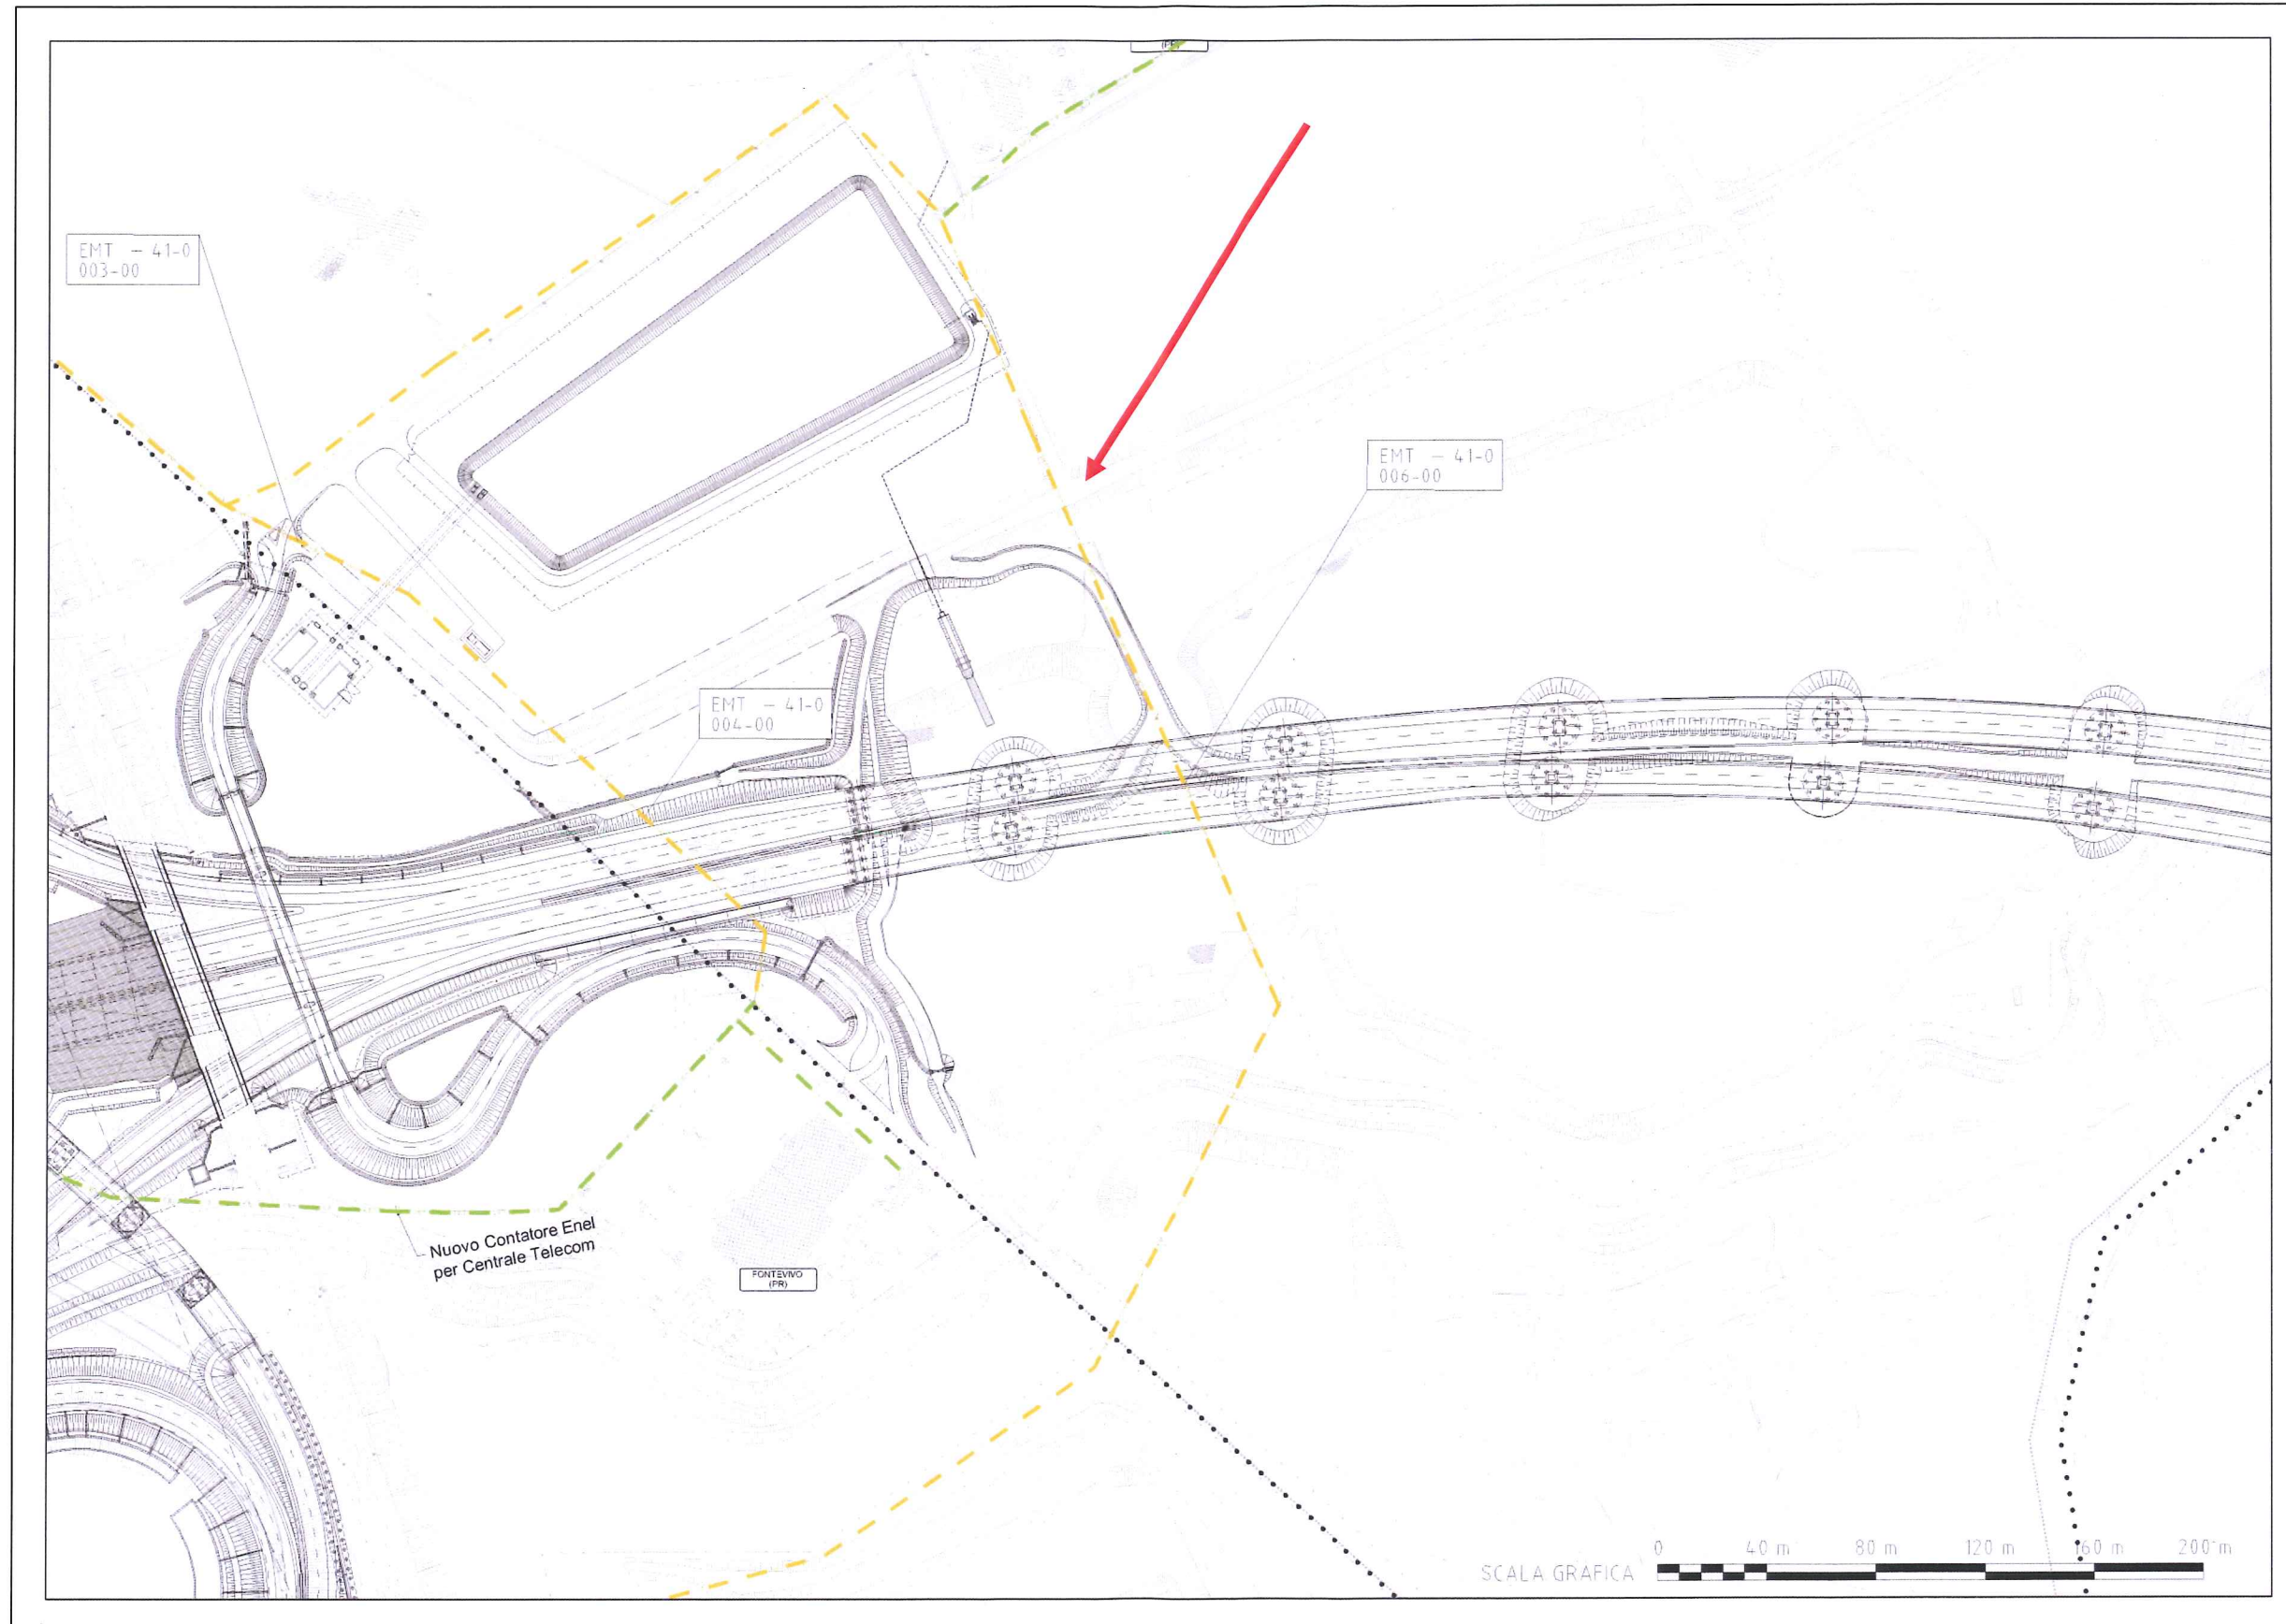 (PR)
EMT - 41-0
003-00
EMT - 41-0
006-00
EMT - 41-0
004-00
Nuovo Contatore Enel
per Centrale Telecom
FONTEVIVO
(PR)
SCALA GRAFICA
0 40 m 80 m 120 m 160 m 200 m